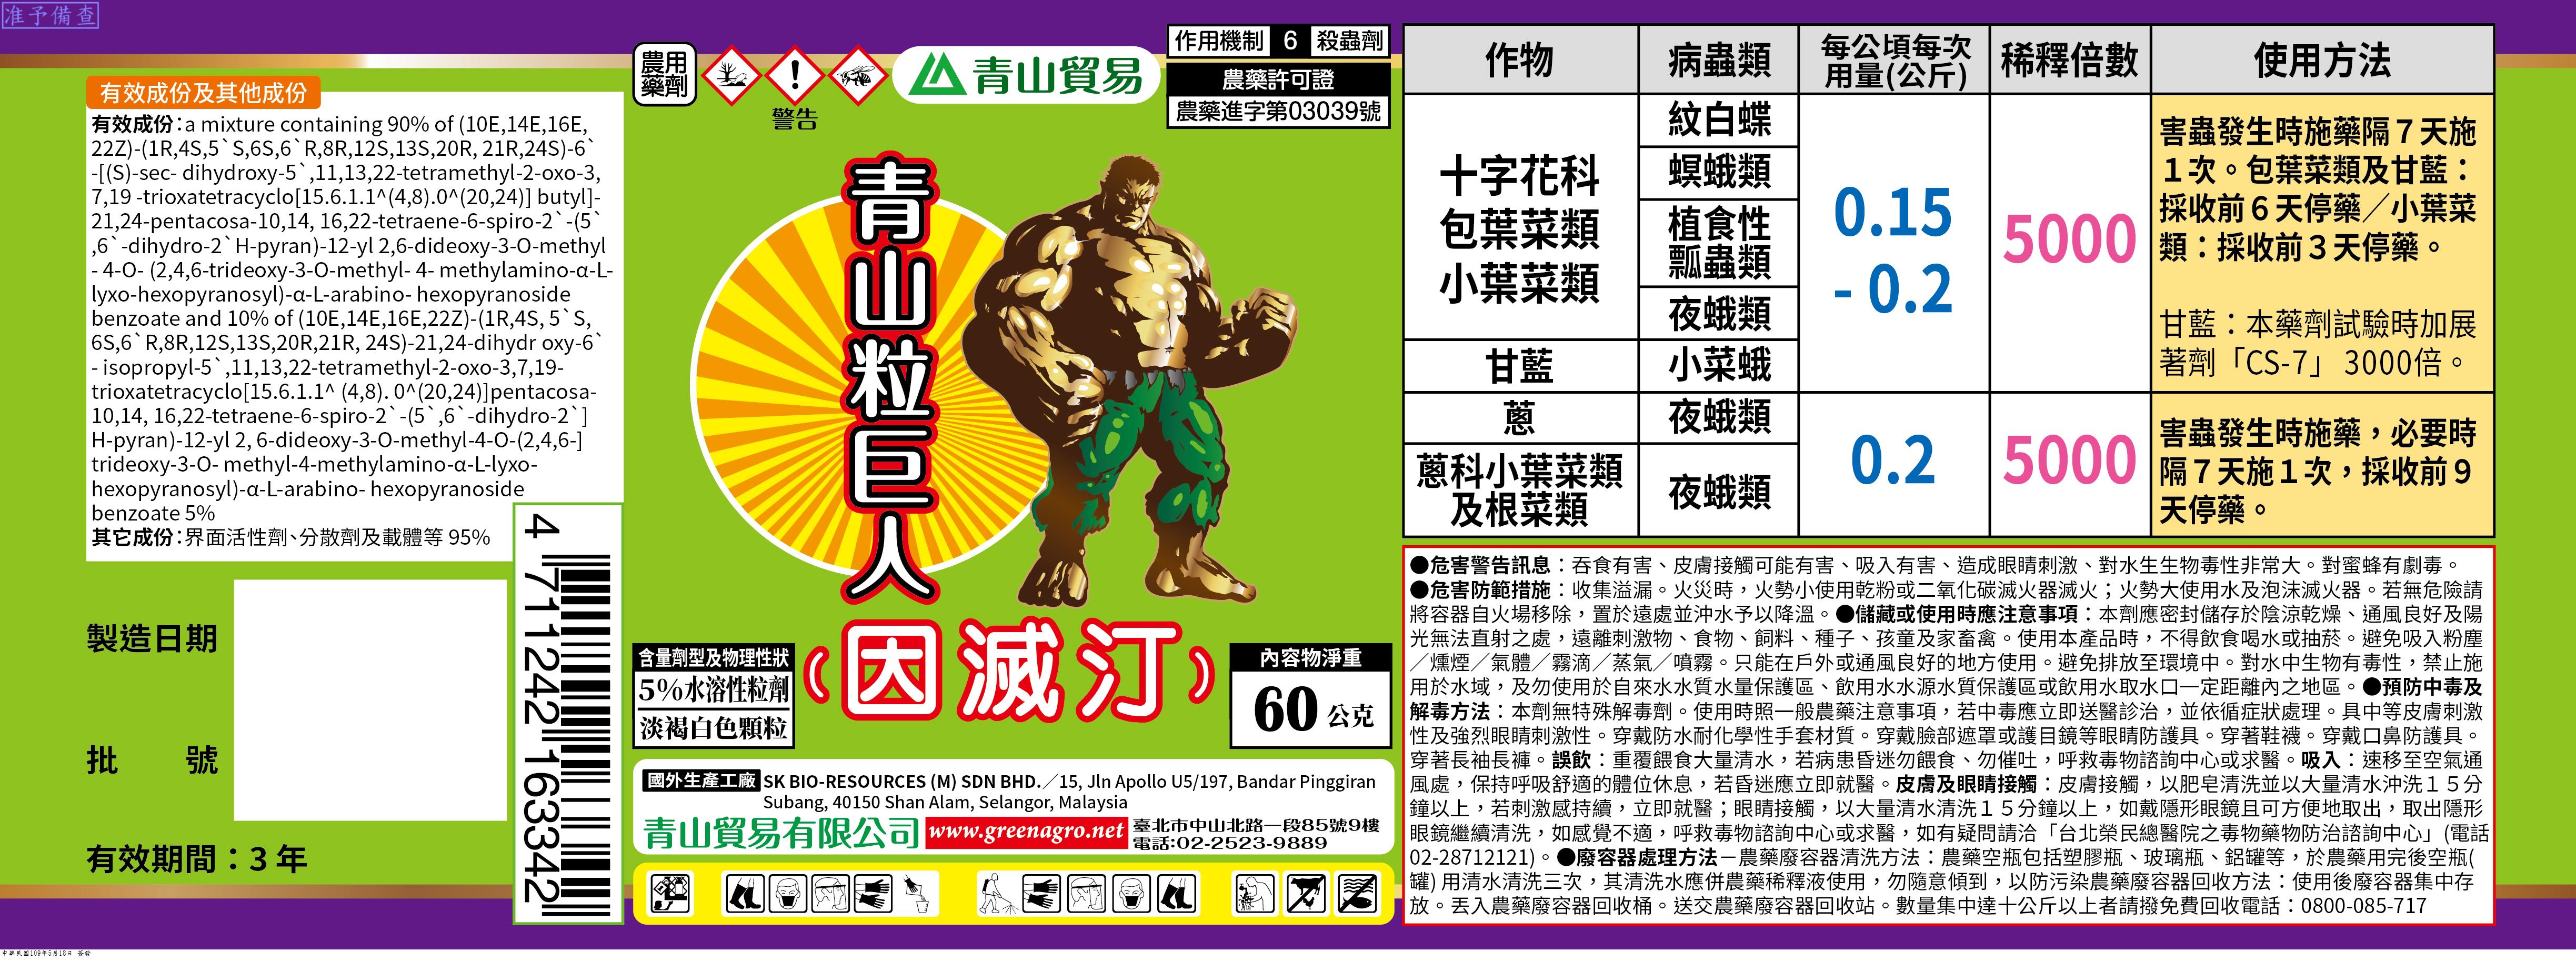 准予備查
有效成份及其他成份
有效成份:a mixture containing 90% of (10E,14E,16E,
22Z)-(1R,4S,5`S,6S,6`R,8R,12S,13S,20R, 21R,24S)-6`
-[(S)-sec- dihydroxy-5`,11,13,22-tetramethyl-2-oxo-3,
7,19 -trioxatetracyclo[15.6.1.1^(4,8).0^(20,24)] butyl]-
21,24-pentacosa-10,14, 16,22-tetraene-6-spiro-2`-(5`
,6`-dihydro-2`H-pyran)-12-yl 2,6-dideoxy-3-O-methyl
- 4-O- (2,4,6-trideoxy-3-O-methyl- 4- methylamino-α-L-
lyxo-hexopyranosyl)-α-L-arabino- hexopyranoside
benzoate and 10% of (10E,14E,16E,22Z)-(1R,4S, 5`S,
6S,6`R,8R,12S,13S,20R,21R, 24S)-21,24-dihydr oxy-6`
- isopropyl-5`,11,13,22-tetramethyl-2-oxo-3,7,19-
trioxatetracyclo[15.6.1.1^ (4,8). 0^(20,24)]pentacosa-
10,14, 16,22-tetraene-6-spiro-2`-(5`,6`-dihydro-2`]
H-pyran)-12-yl 2, 6-dideoxy-3-O-methyl-4-O-(2,4,6-]
trideoxy-3-O- methyl-4-methylamino-α-L-lyxo-
hexopyranosyl)-α-L-arabino- hexopyranoside
benzoate 5%
其它成份:界面活性劑、分散劑及載體等 95%
製造日期
批 號
有效期間：3 年
4 711242 163342
農用
藥劑
警告
青山貿易
作用機制 6 殺蟲劑
農藥許可證
農藥進字第03039號
青山粒巨人
(因滅汀)
含量劑型及物理性狀
5%水溶性粒劑
淡褐白色顆粒
內容物淨重
60 公克
國外生產工廠 SK BIO-RESOURCES (M) SDN BHD.／15, Jln Apollo U5/197, Bandar Pinggiran
Subang, 40150 Shan Alam, Selangor, Malaysia
青山貿易有限公司 www.greenagro.net 臺北市中山北路一段85號9樓
電話:02-2523-9889
作物 病蟲類 每公頃每次 稀釋倍數 使用方法
用量(公斤)
十字花科
包葉菜類
小葉菜類
紋白蝶
螟蛾類
植食性
瓢蟲類
夜蛾類
甘藍 小菜蛾
0.15
- 0.2
5000
害蟲發生時施藥隔７天施
１次。包葉菜類及甘藍：
採收前６天停藥／小葉菜
類：採收前３天停藥。
甘藍：本藥劑試驗時加展
著劑「CS-7」 3000倍。
蔥 夜蛾類
蔥科小葉菜類
及根菜類
夜蛾類
0.2
5000
害蟲發生時施藥，必要時
隔７天施１次，採收前９
天停藥。
●危害警告訊息：吞食有害、皮膚接觸可能有害、吸入有害、造成眼睛刺激、對水生生物毒性非常大。對蜜蜂有劇毒。
●危害防範措施：收集溢漏。火災時，火勢小使用乾粉或二氧化碳滅火器滅火；火勢大使用水及泡沫滅火器。若無危險請
將容器自火場移除，置於遠處並沖水予以降溫。●儲藏或使用時應注意事項：本劑應密封儲存於陰涼乾燥、通風良好及陽
光無法直射之處，遠離刺激物、食物、飼料、種子、孩童及家畜禽。使用本產品時，不得飲食喝水或抽菸。避免吸入粉塵
／燻煙／氣體／霧滴／蒸氣／噴霧。只能在戶外或通風良好的地方使用。避免排放至環境中。對水中生物有毒性，禁止施
用於水域，及勿使用於自來水水質水量保護區、飲用水水源水質保護區或飲用水取水口一定距離內之地區。●預防中毒及
解毒方法：本劑無特殊解毒劑。使用時照一般農藥注意事項，若中毒應立即送醫診治，並依循症狀處理。具中等皮膚刺激
性及強烈眼睛刺激性。穿戴防水耐化學性手套材質。穿戴臉部遮罩或護目鏡等眼睛防護具。穿著鞋襪。穿戴口鼻防護具。
穿著長袖長褲。誤飲：重覆餵食大量清水，若病患昏迷勿餵食、勿催吐，呼救毒物諮詢中心或求醫。吸入：速移至空氣通
風處，保持呼吸舒適的體位休息，若昏迷應立即就醫。皮膚及眼睛接觸：皮膚接觸，以肥皂清洗並以大量清水沖洗１５分
鐘以上，若刺激感持續，立即就醫；眼睛接觸，以大量清水清洗１５分鐘以上，如戴隱形眼鏡且可方便地取出，取出隱形
眼鏡繼續清洗，如感覺不適，呼救毒物諮詢中心或求醫，如有疑問請洽「台北榮民總醫院之毒物藥物防治諮詢中心」(電話
02-28712121)。●廢容器處理方法－農藥廢容器清洗方法：農藥空瓶包括塑膠瓶、玻璃瓶、鋁罐等，於農藥用完後空瓶(
罐) 用清水清洗三次，其清洗水應併農藥稀釋液使用，勿隨意傾到，以防污染農藥廢容器回收方法：使用後廢容器集中存
放。丟入農藥廢容器回收桶。送交農藥廢容器回收站。數量集中達十公斤以上者請撥免費回收電話：0800-085-717
中華民國109年5月18日 簽發